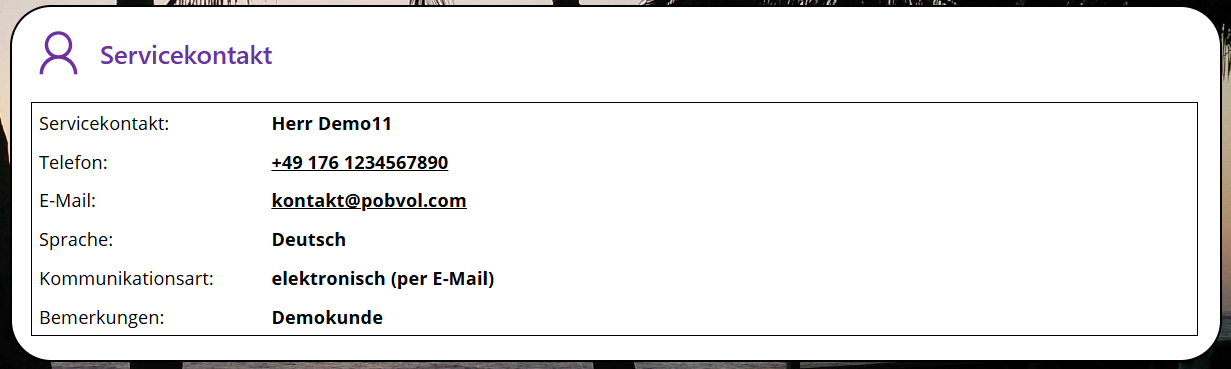 Servicekontakt
Servicekontakt: Herr Demo11
Telefon: +49 176 1234567890
E-Mail: kontakt@pobvol.com
Sprache: Deutsch
Kommunikationsart: elektronisch (per E-Mail)
Bemerkungen: Demokunde